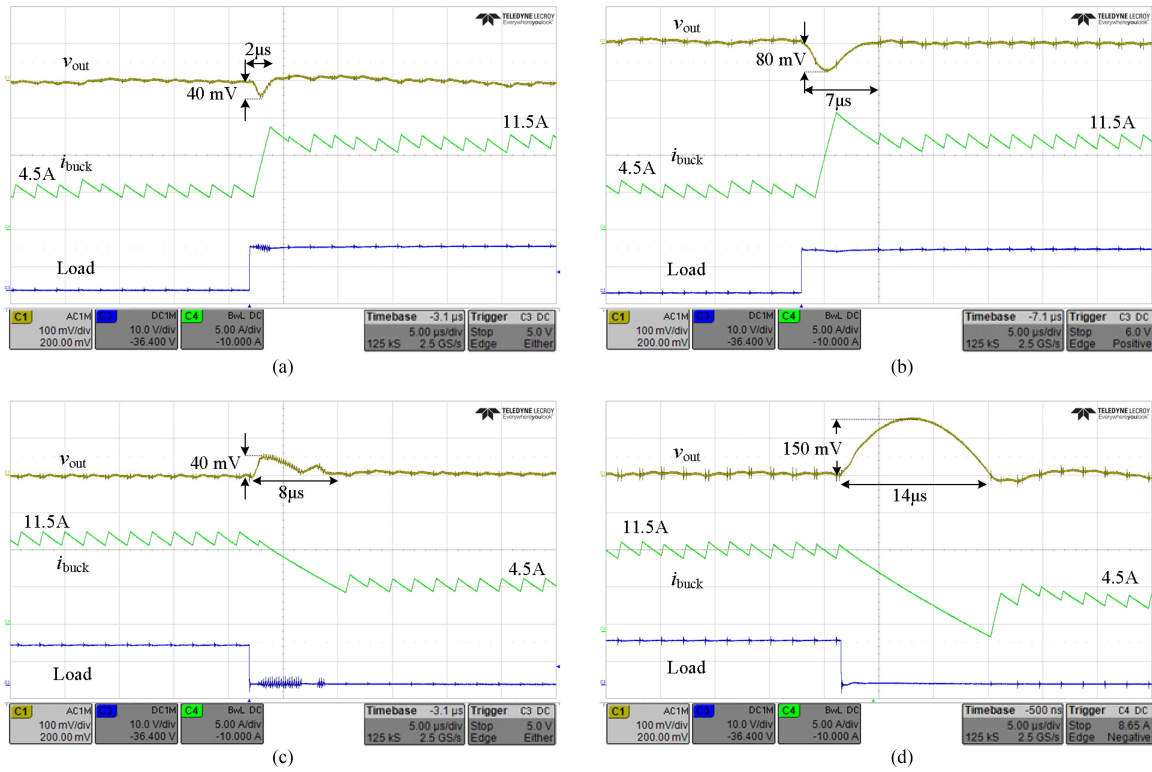 TELEDYNE LECROY
Everywhereyoulook
vout
2µs
40 mV
11.5A
4.5A
ibuck
Load
C1 AC1M
100 mV/div
200.00 mV
C3 DC1M
10.0 V/div
-36.400 V
C4 BwL DC
5.00 A/div
-10.000 A
Timebase -3.1 µs
5.00 µs/div
125 kS 2.5 GS/s
Trigger C3 DC
Stop 5.0 V
Edge Either
(a)
TELEDYNE LECROY
Everywhereyoulook
vout
80 mV
7µs
11.5A
4.5A
ibuck
Load
C1 AC1M
100 mV/div
200.00 mV
C3 DC1M
10.0 V/div
-36.400 V
C4 BwL DC
5.00 A/div
-10.000 A
Timebase -7.1 µs
5.00 µs/div
125 kS 2.5 GS/s
Trigger C3 DC
Stop 6.0 V
Edge Positive
(b)
TELEDYNE LECROY
Everywhereyoulook
vout
40 mV
8µs
11.5A
ibuck
4.5A
Load
C1 AC1M
100 mV/div
200.00 mV
C3 DC1M
10.0 V/div
-36.400 V
C4 BwL DC
5.00 A/div
-10.000 A
Timebase -3.1 µs
5.00 µs/div
125 kS 2.5 GS/s
Trigger C3 DC
Stop 5.0 V
Edge Either
(c)
TELEDYNE LECROY
Everywhereyoulook
vout
150 mV
14µs
11.5A
ibuck
4.5A
Load
C1 AC1M
100 mV/div
200.00 mV
C3 DC1M
10.0 V/div
-36.400 V
C4 BwL DC
5.00 A/div
-10.000 A
Timebase -500 ns
5.00 µs/div
125 kS 2.5 GS/s
Trigger C4 DC
Stop 8.65 A
Edge Negative
(d)